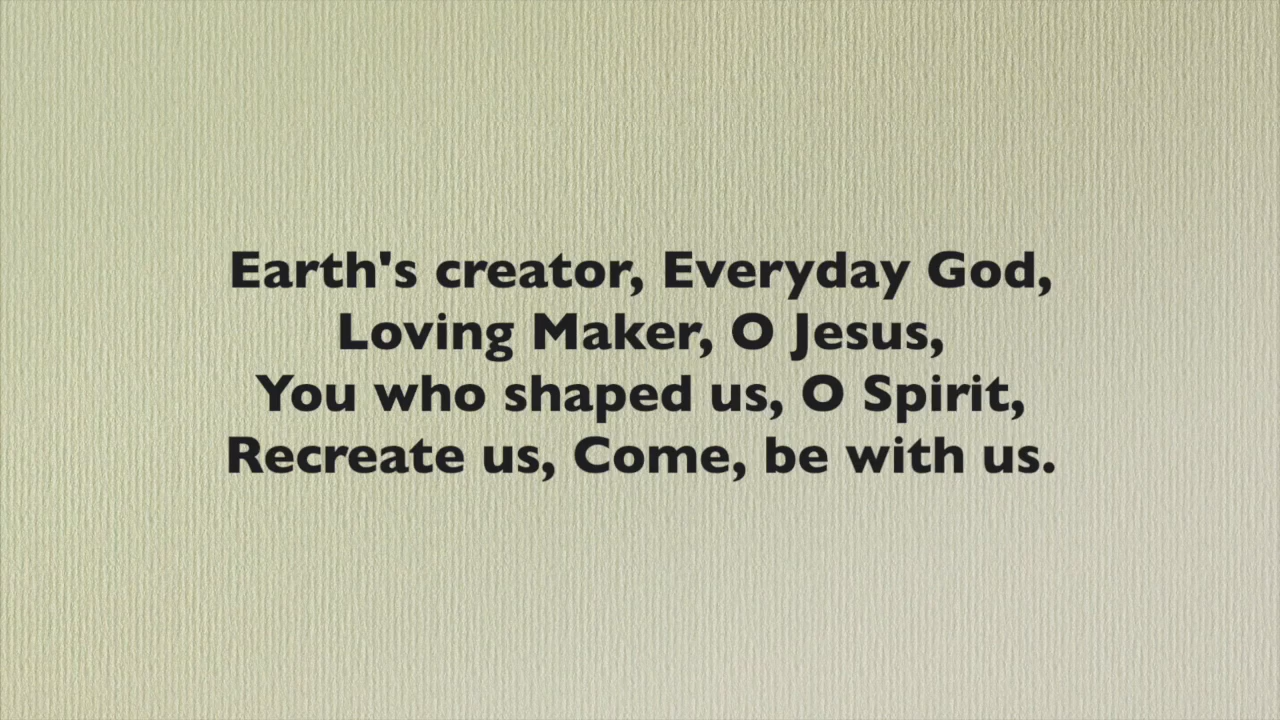 Earth's creator, Everyday God,
Loving Maker, O Jesus,
You who shaped us, O Spirit,
Recreate us, Come, be with us.